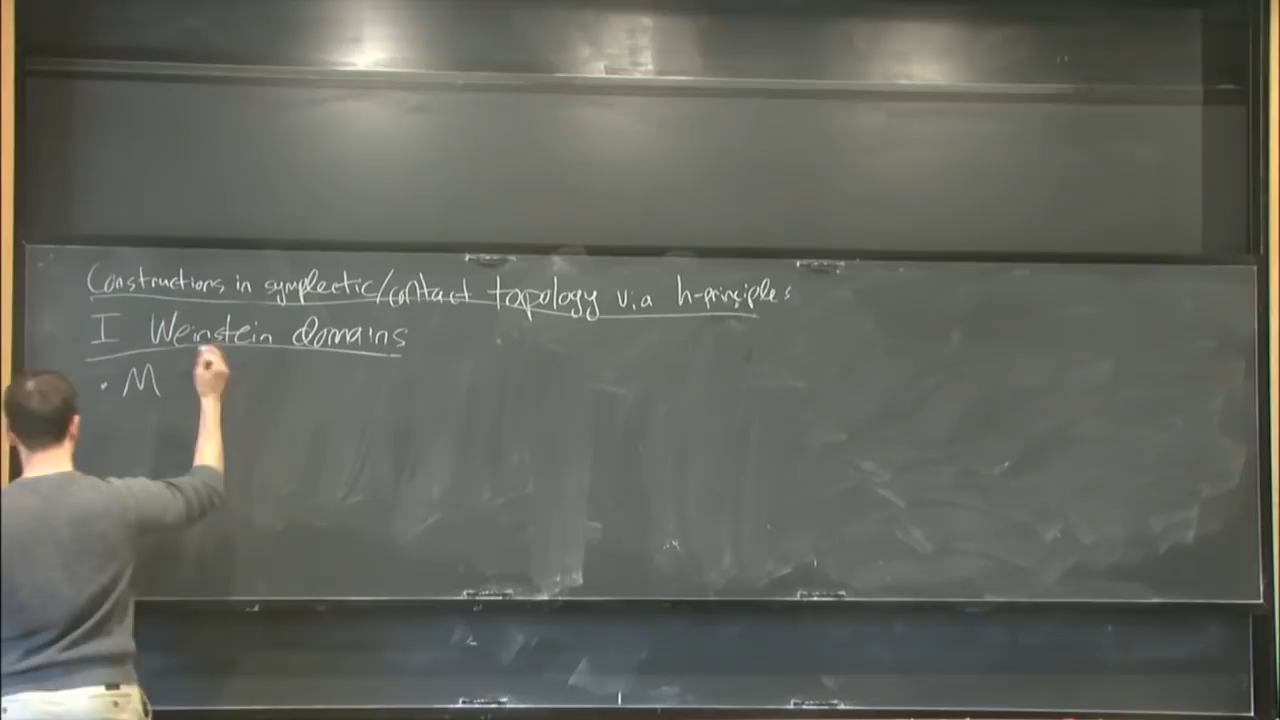 Constructions in symplectic/contact topology via h-principles
I Weinstein domains
• M